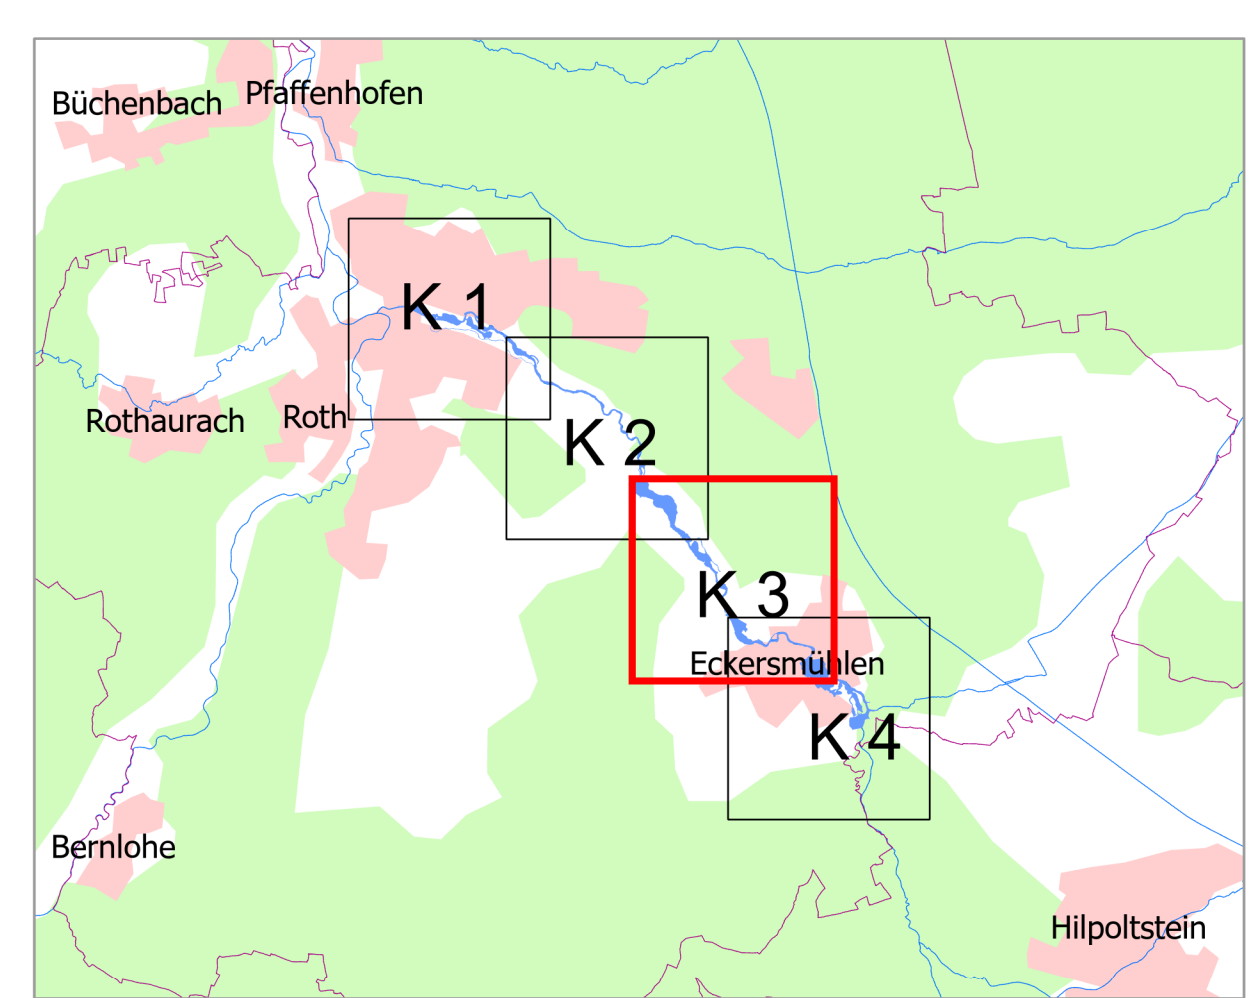 Büchenbach
Pfaffenhofen
K 1
Rothaurach
Roth
K 2
K 3
Eckersmühlen
K 4
Bernlohe
Hilpoltstein